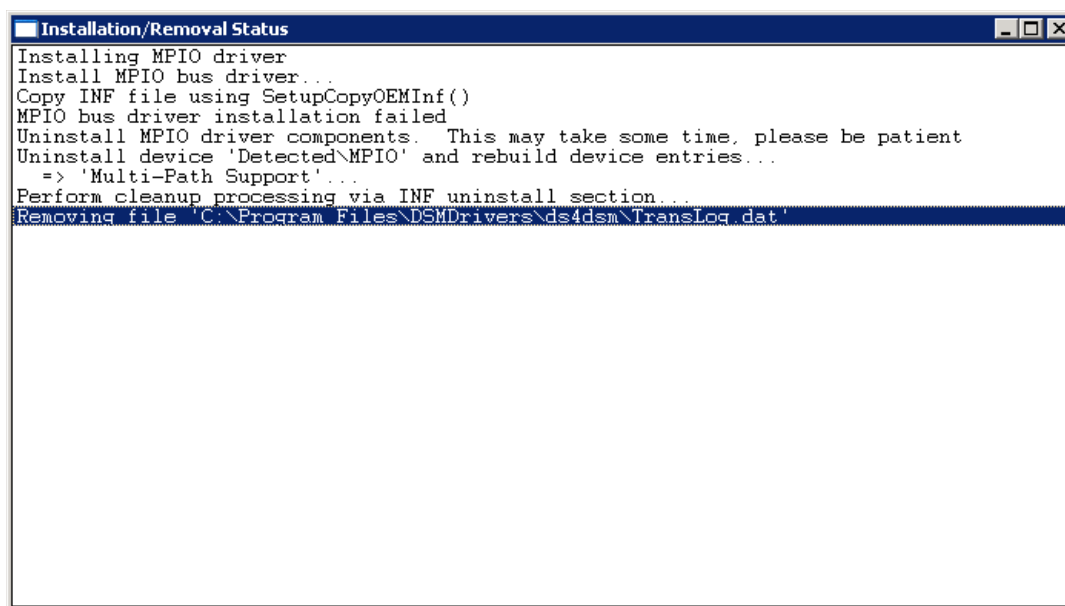 Installation/Removal Status
Installing MPIO driver
Install MPIO bus driver...
Copy INF file using SetupCopyOEMInf()
MPIO bus driver installation failed
Uninstall MPIO driver components.  This may take some time, please be patient
Uninstall device 'Detected\MPIO' and rebuild device entries...
  => 'Multi-Path Support'...
Perform cleanup processing via INF uninstall section...
Removing file 'C:\Program Files\DSMDrivers\ds4dsm\TransLog.dat'